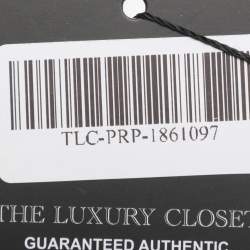 TLC-PRP-1861097
THE LUXURY CLOSET
GUARANTEED AUTHENTIC